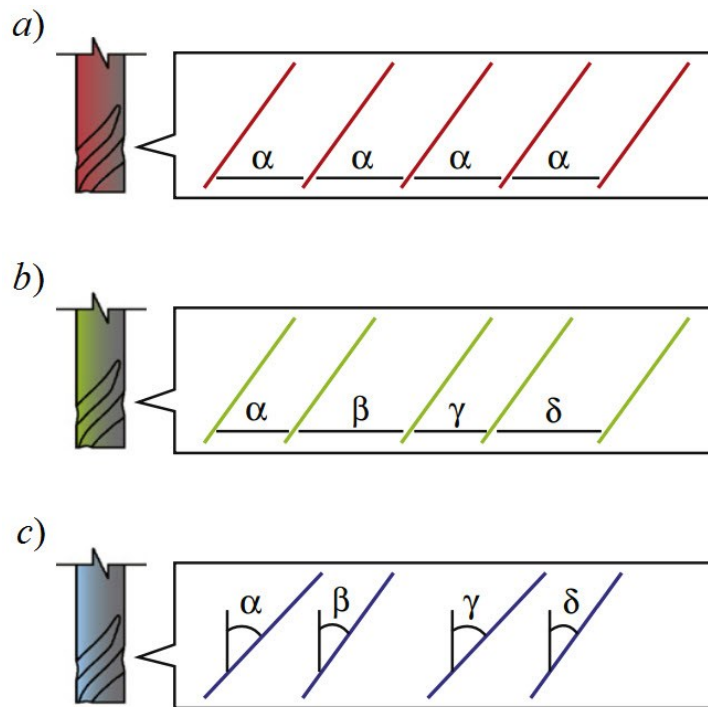 a)
α α α α
b)
α β γ δ
c)
α β γ δ